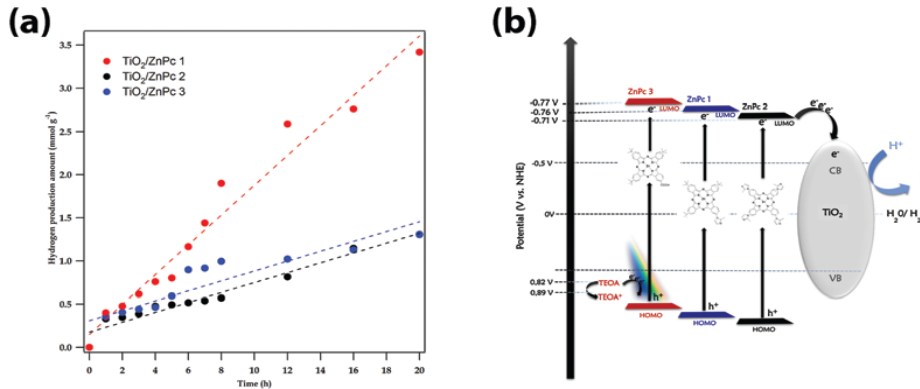 (a)
Hydrogen production amount (mmol g⁻¹)
3.5
3.0
2.5
2.0
1.5
1.0
0.5
0.0
TiO₂/ZnPc 1
TiO₂/ZnPc 2
TiO₂/ZnPc 3
0 2 4 6 8 10 12 14 16 18 20
Time (h)
(b)
Potential (V vs. NHE)
-0.77 V
-0.76 V
-0.71 V
-0,5 V
0V
0.82 V
0.89 V
ZnPc 3
LUMO
e⁻
ZnPc 1
LUMO
e⁻
ZnPc 2
LUMO
e⁻
e⁻
e⁻
e⁻
e⁻
CB
TiO₂
VB
H⁺
H₂0/ H₂
TEOA
TEOA⁺
h⁺
HOMO
h⁺
HOMO
h⁺
HOMO